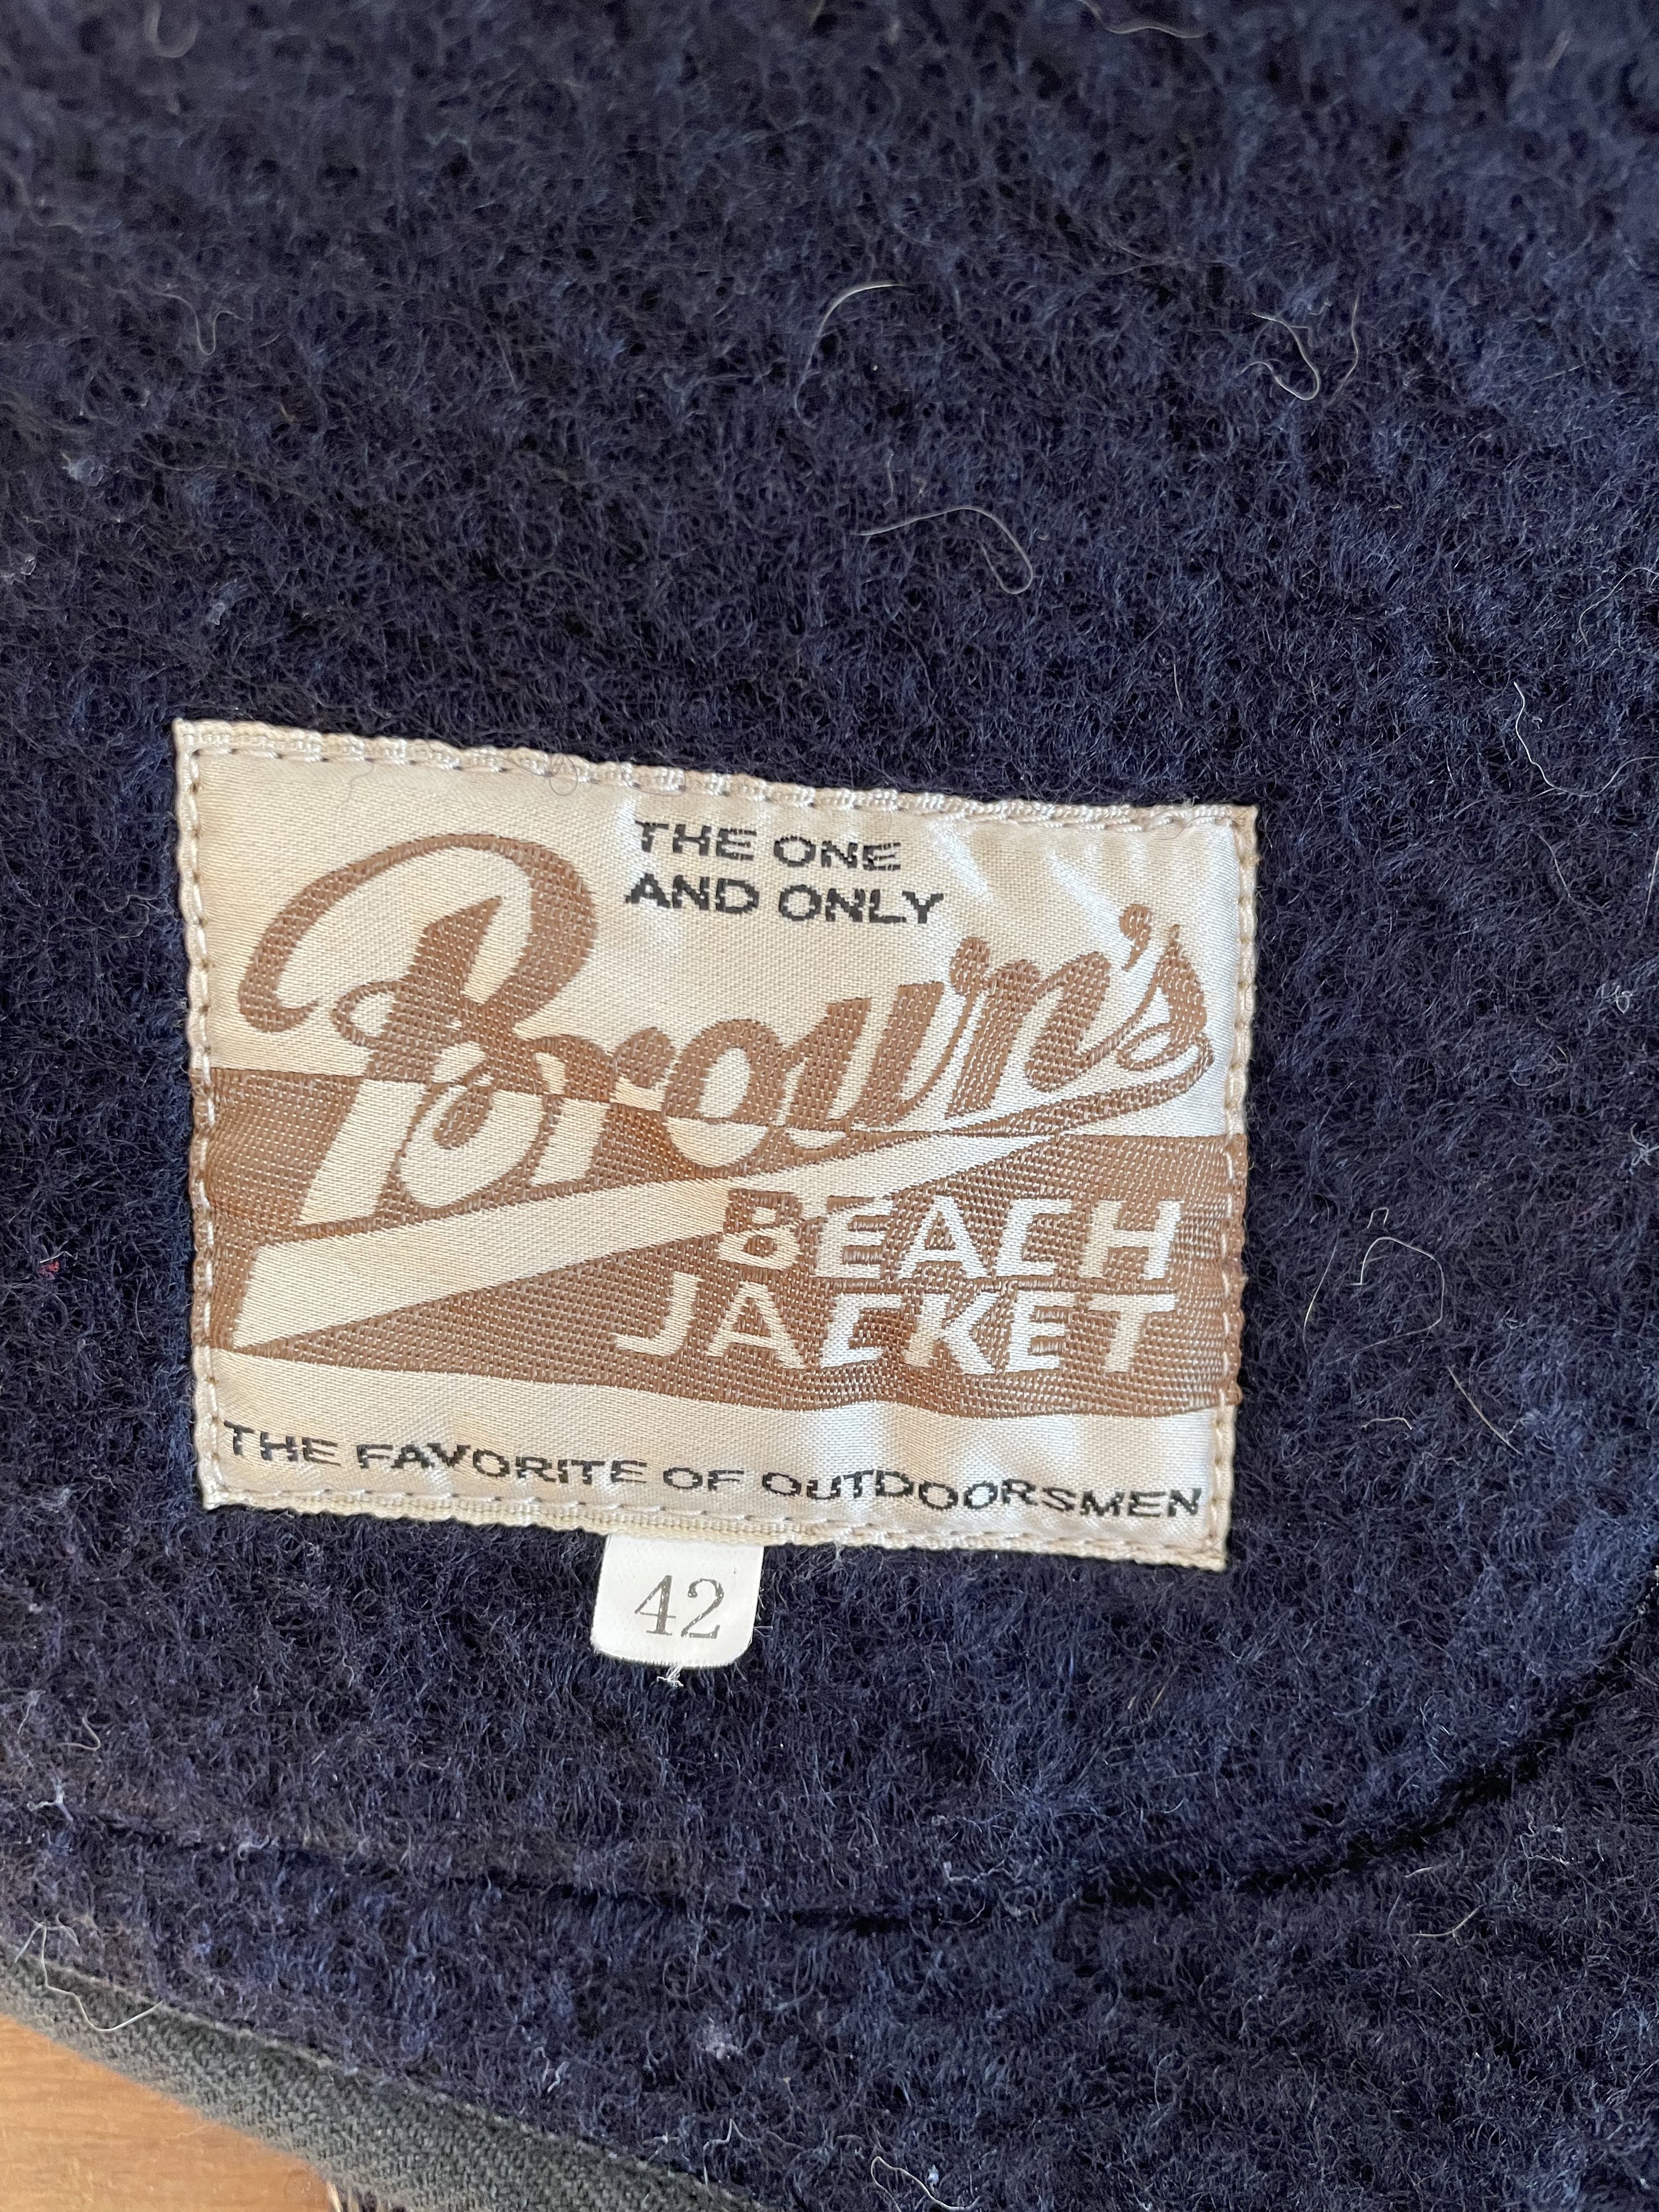 THE ONE
AND ONLY
Brown's
BEACH
JACKET
THE FAVORITE OF OUTDOORSMEN
42